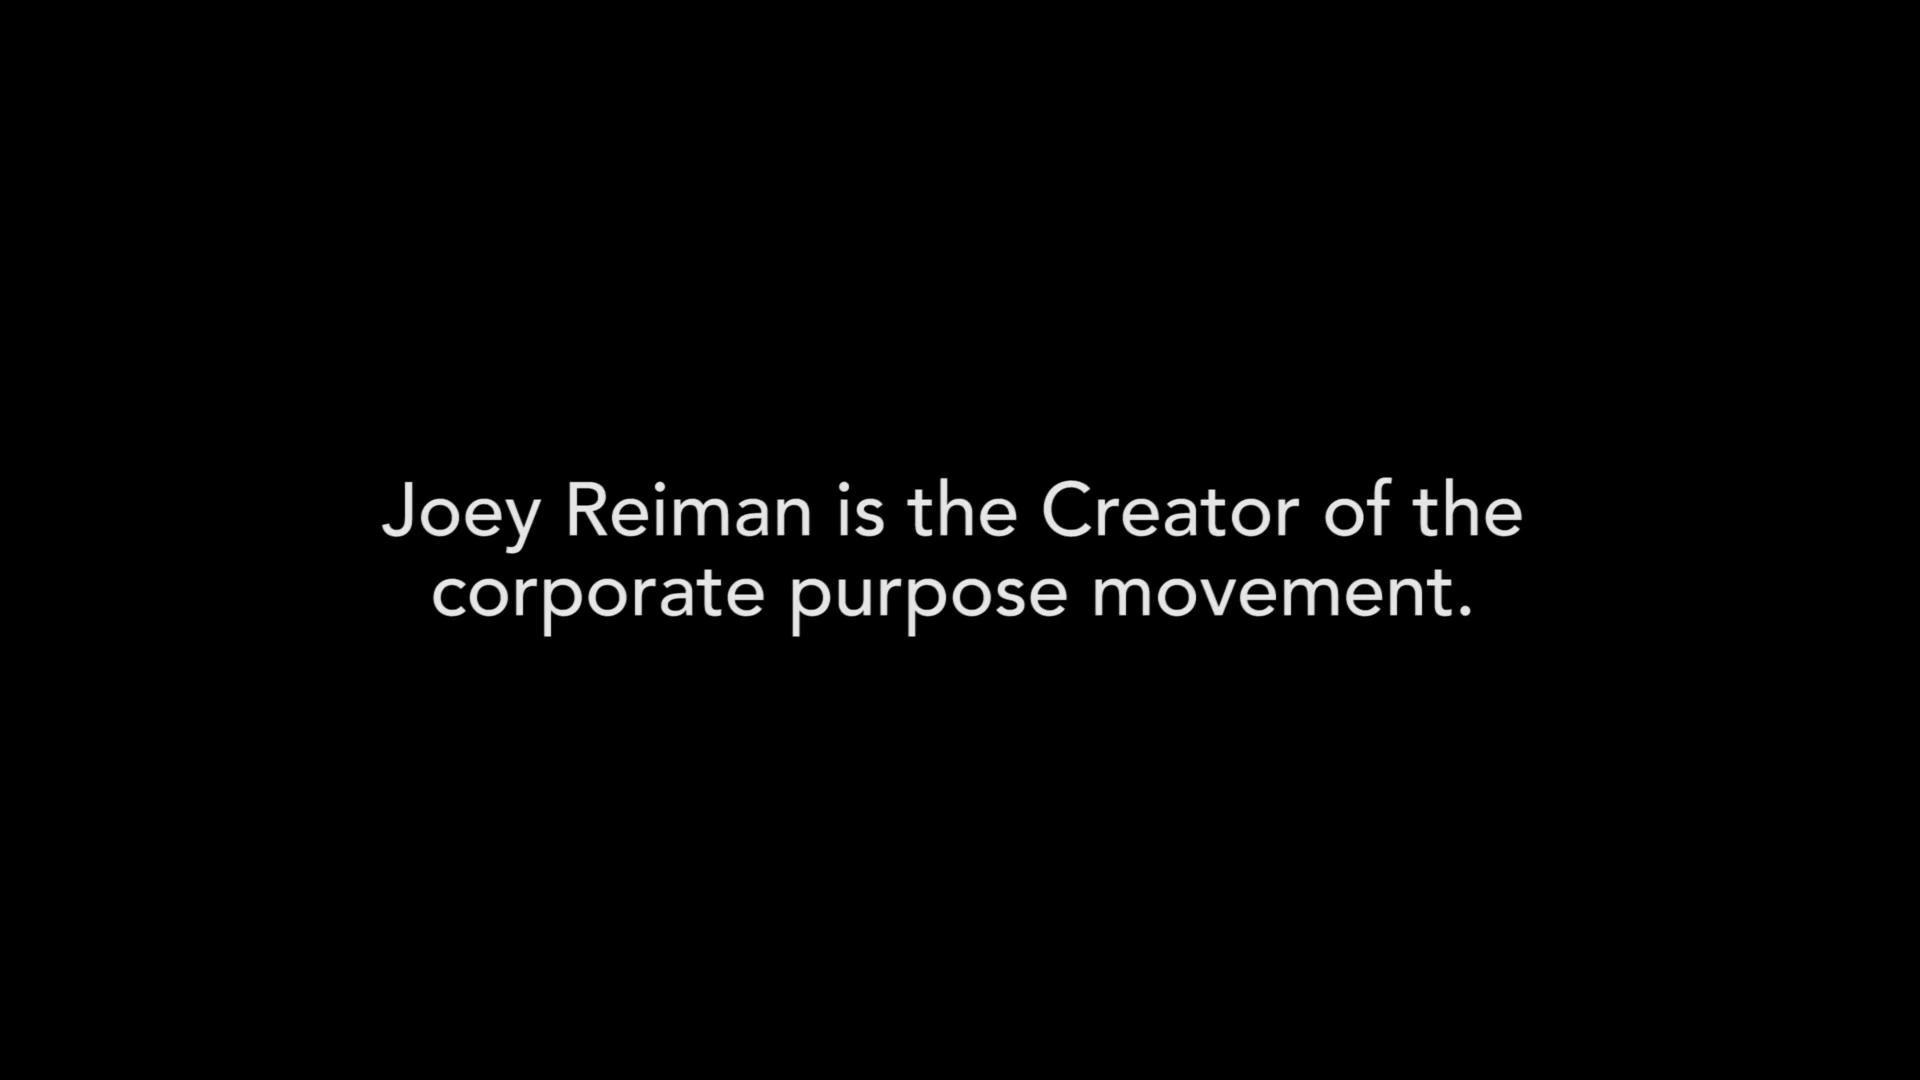 Joey Reiman is the Creator of the
corporate purpose movement.